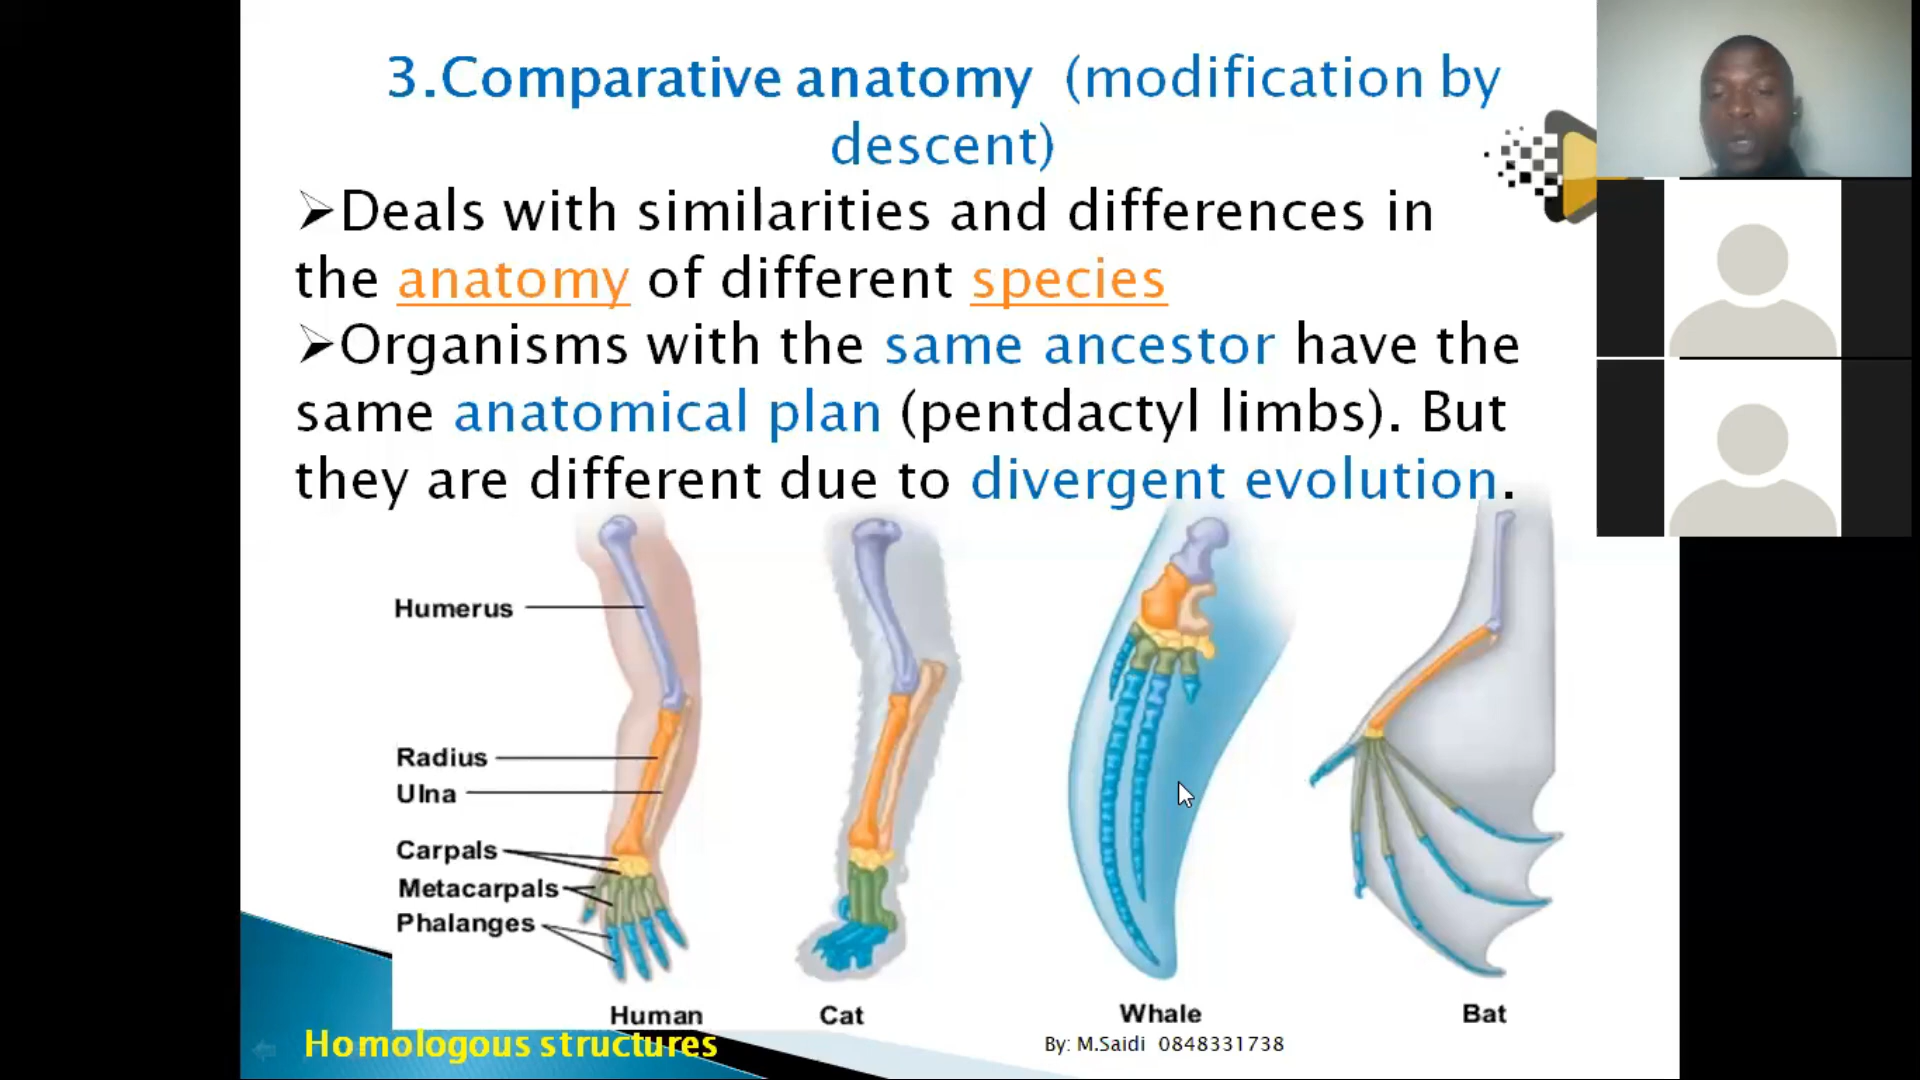 3.Comparative anatomy (modification by
descent)
➢Deals with similarities and differences in
the anatomy of different species
➢Organisms with the same ancestor have the
same anatomical plan (pentdactyl limbs). But
they are different due to divergent evolution.
Humerus
Radius
Ulna
Carpals
Metacarpals
Phalanges
Human
Cat
Whale
Bat
Homologous structures
By: M.Saidi 0848331738